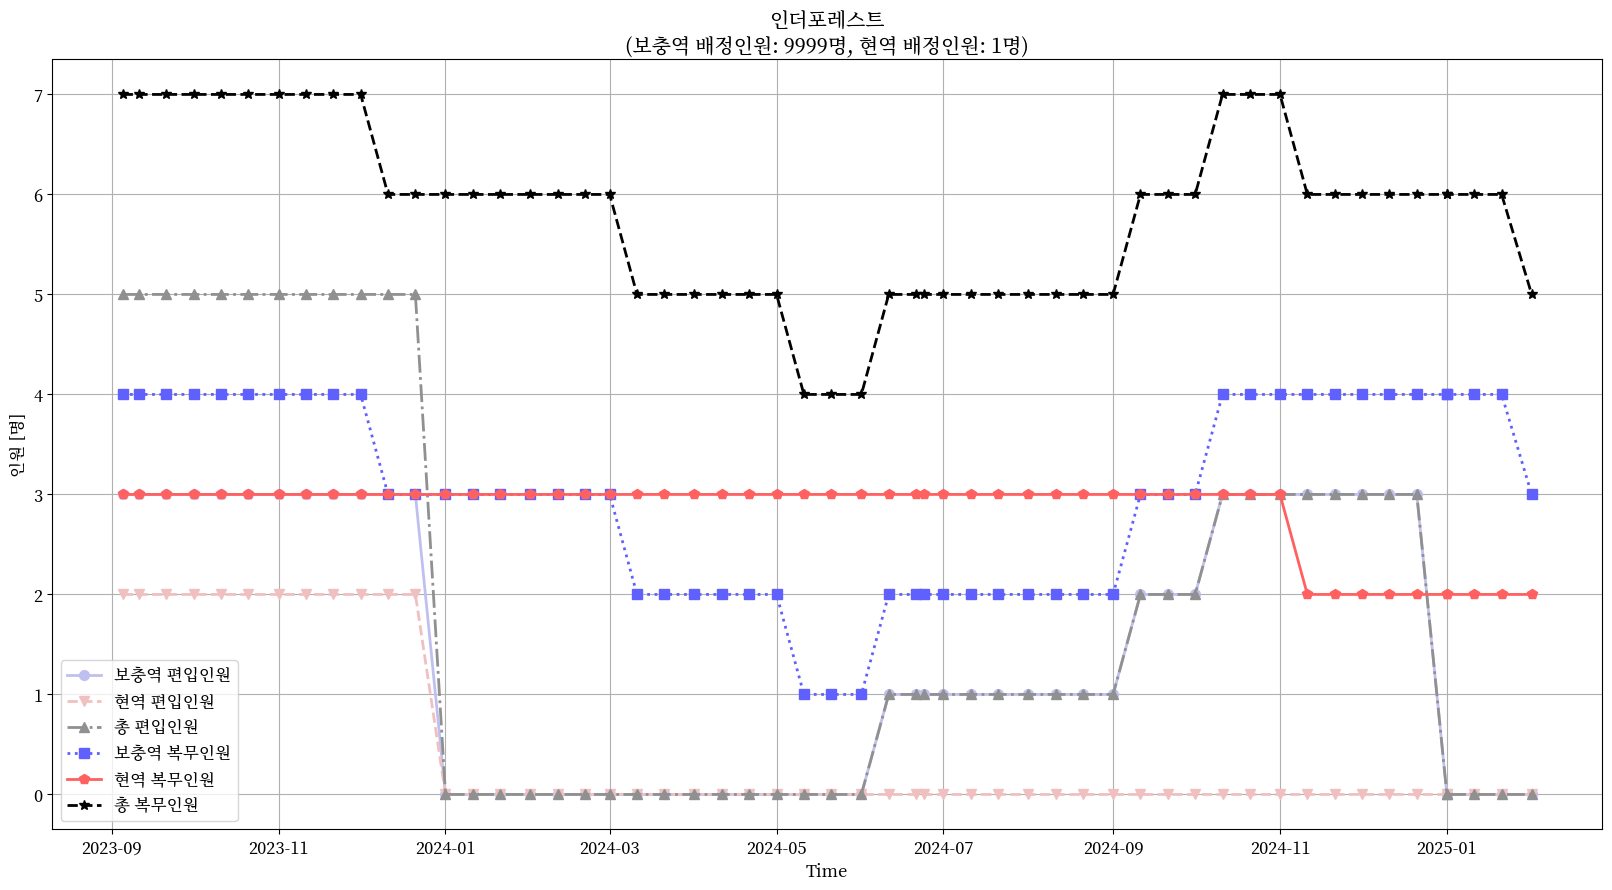 인더포레스트
(보충역 배정인원: 9999명, 현역 배정인원: 1명)
7
6
5
4
3
2
1
0
인원 [명]
보충역 편입인원
현역 편입인원
총 편입인원
보충역 복무인원
현역 복무인원
총 복무인원
2023-09 2023-11 2024-01 2024-03 2024-05 2024-07 2024-09 2024-11 2025-01
Time